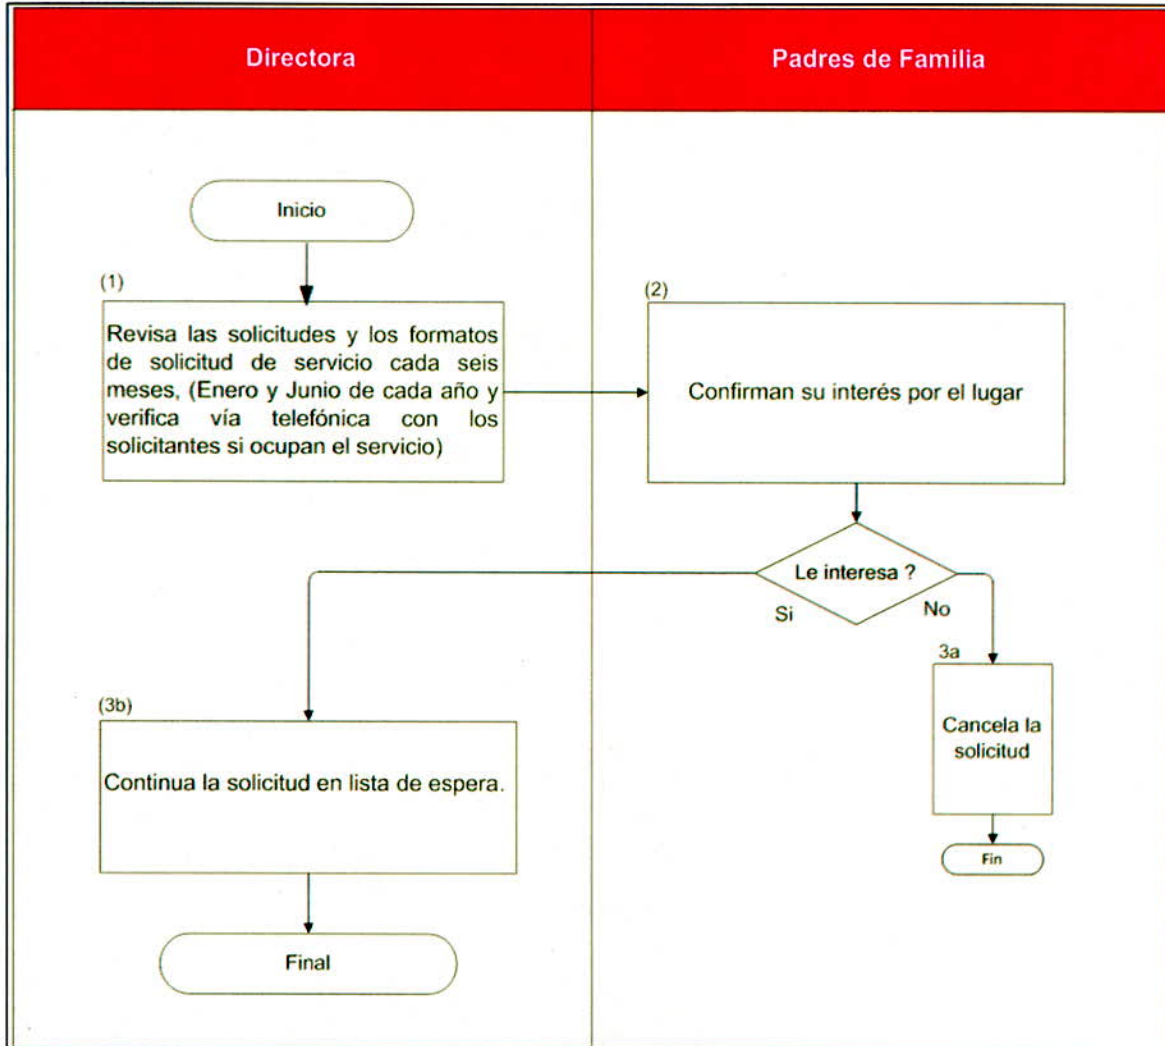 Directora
Padres de Familia
Inicio
(1)
Revisa las solicitudes y los formatos
de solicitud de servicio cada seis
meses, (Enero y Junio de cada año y
verifica vía telefónica con los
solicitantes si ocupan el servicio)
(2)
Confirman su interés por el lugar
Le interesa ?
Si
No
3a
Cancela la
solicitud
Fin
(3b)
Continua la solicitud en lista de espera.
Final